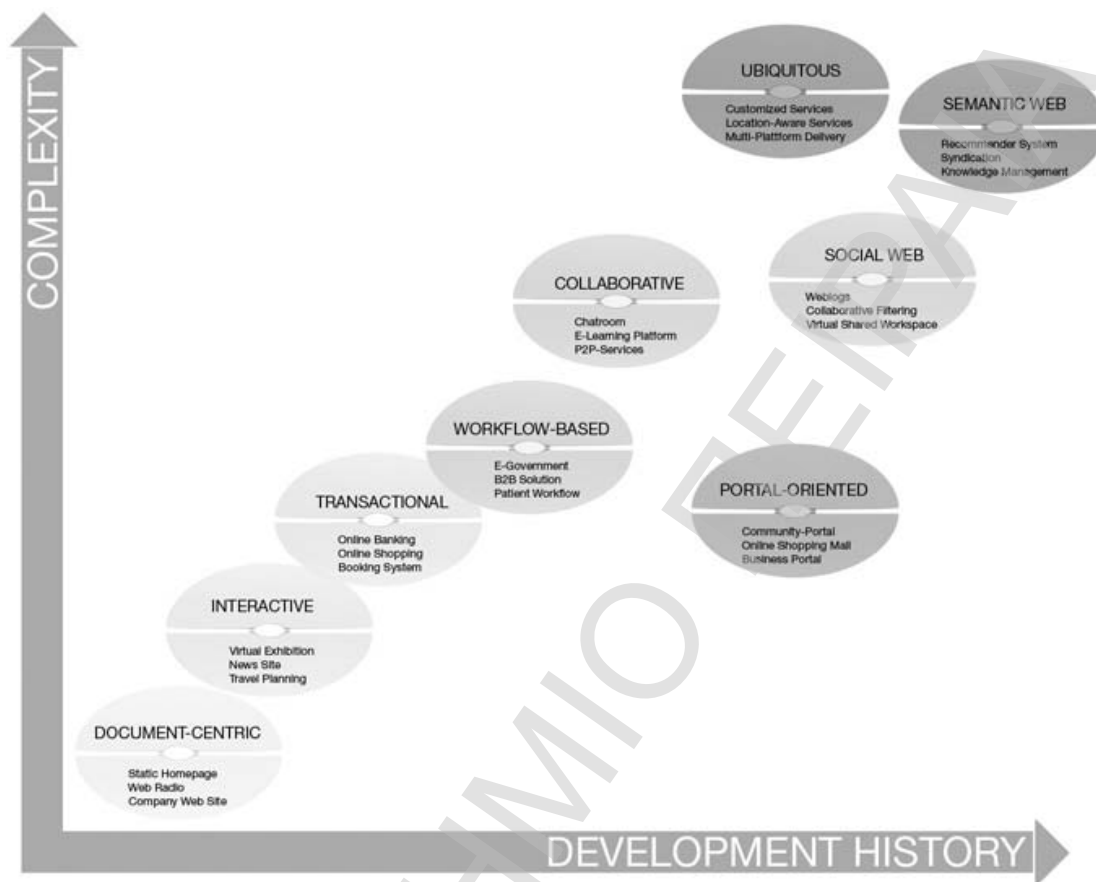 COMPLEXITY
UBIQUITOUS
Customized Services
Location-Aware Services
Multi-Plattform Delivery
SEMANTIC WEB
Recommender System
Syndication
Knowledge Management
COLLABORATIVE
Chatroom
E-Learning Platform
P2P-Services
SOCIAL WEB
Weblogs
Collaborative Filtering
Virtual Shared Workspace
WORKFLOW-BASED
E-Government
B2B Solution
Patient Workflow
PORTAL-ORIENTED
Community-Portal
Online Shopping Mall
Business Portal
TRANSACTIONAL
Online Banking
Online Shopping
Booking System
INTERACTIVE
Virtual Exhibition
News Site
Travel Planning
DOCUMENT-CENTRIC
Static Homepage
Web Radio
Company Web Site
DEVELOPMENT HISTORY